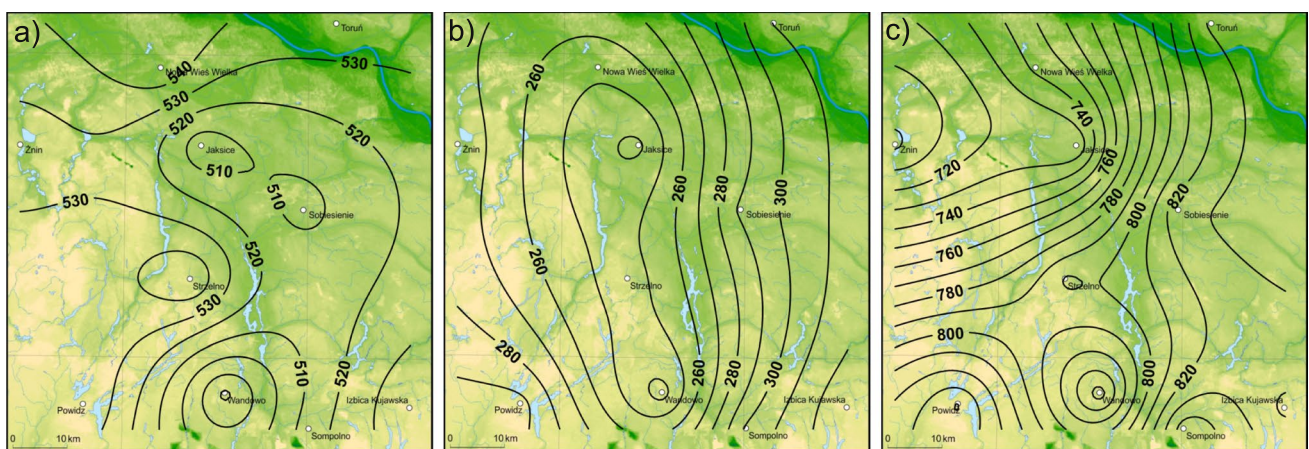 a)
Toruń
540
Nowa Wieś Wielka
530
530
520
520
Żnin
Jaksice
510
510
530
Sobiesienie
520
Strzelno
530
510
520
Wandowo
Powidz
Izbica Kujawska
Sompolno
0 10 km
b)
Toruń
260
Nowa Wieś Wielka
Żnin
Jaksice
260
280
300
Sobiesienie
260
Strzelno
280
260
280
300
Wandowo
Powidz
Izbica Kujawska
Sompolno
0 10 km
c)
Toruń
Nowa Wieś Wielka
740
Żnin
Jaksice
760
720
780
820
740
800
Sobiesienie
760
Strzelno
780
800
800
820
Wandowo
Powidz
Izbica Kujawska
Sompolno
0 10 km